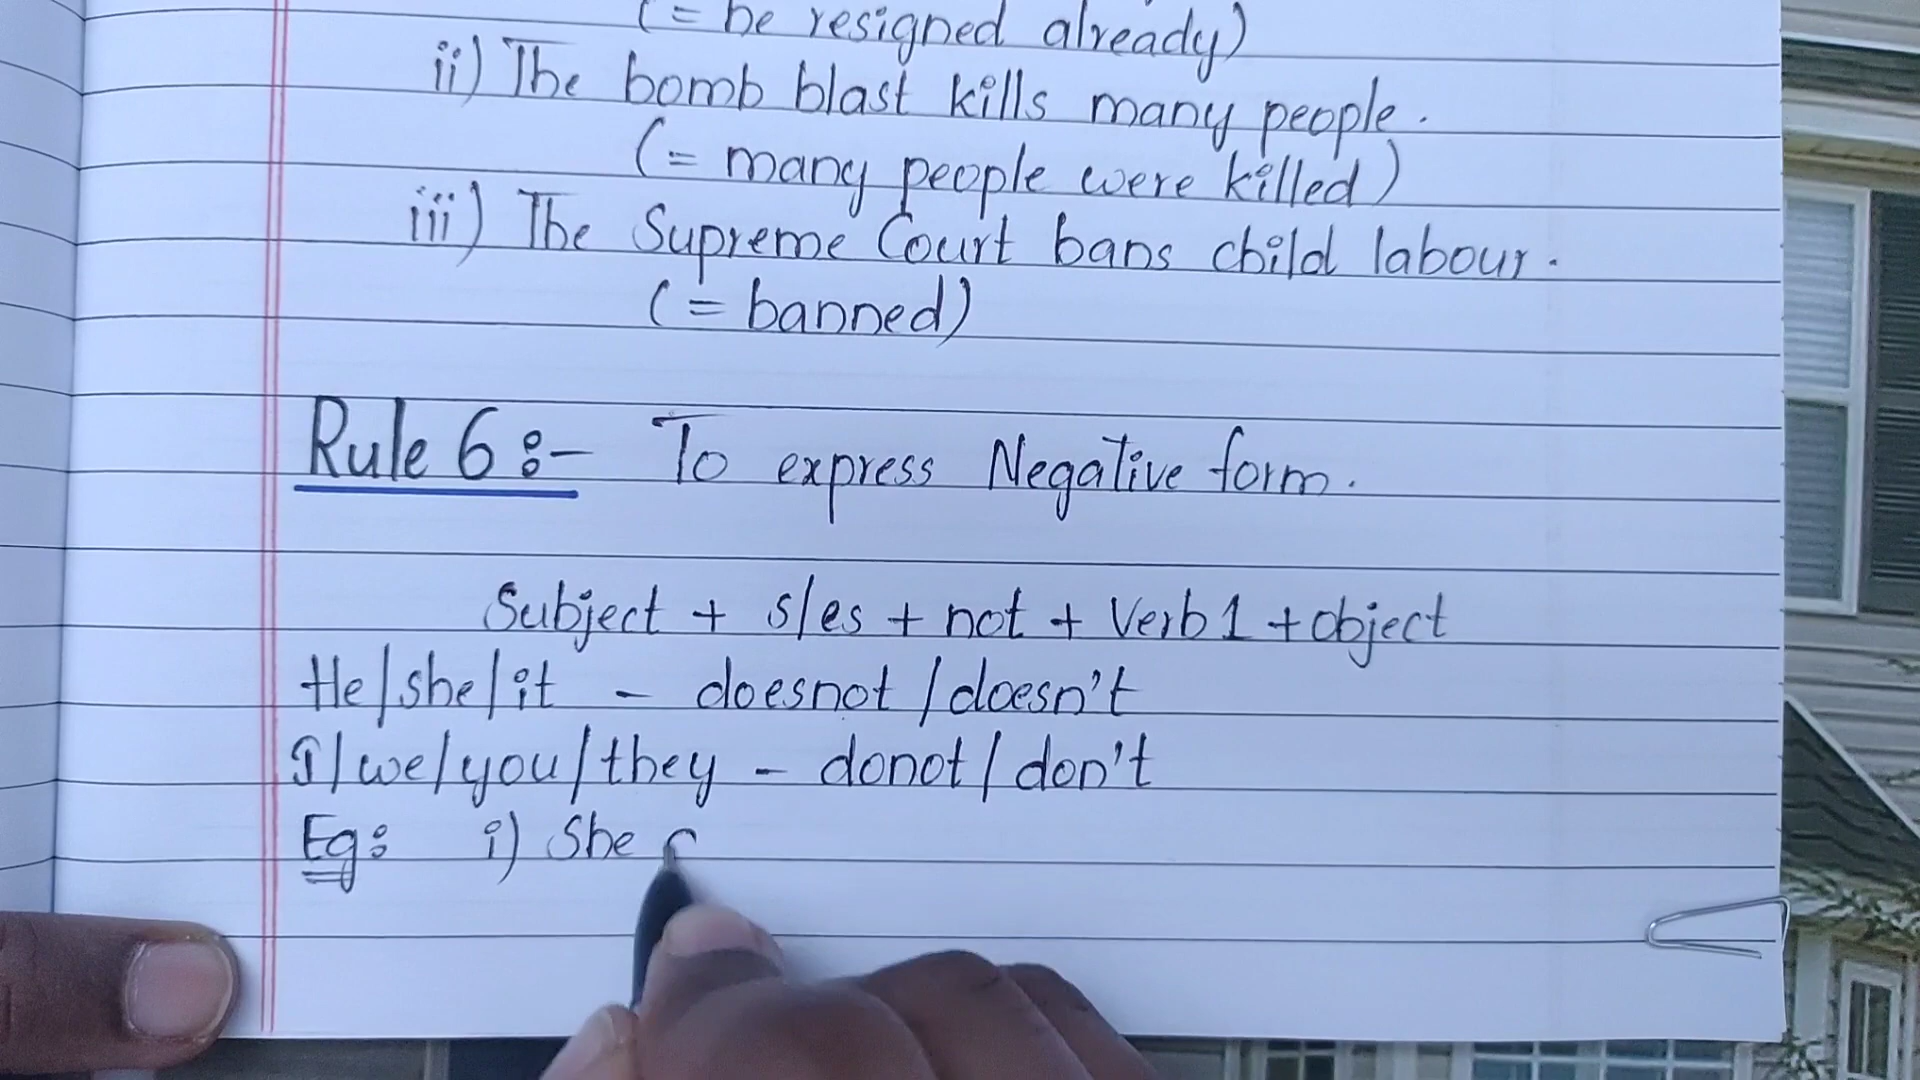 (= he resigned already)
ii) The bomb blast kills many people.
(= many people were killed)
iii) The Supreme Court bans child labour.
(= banned)
Rule 6 :- To express Negative form.
Subject + s/es + not + Verb 1 + object
He/she/it - doesnot / doesn't
I/we/you/they - donot / don't
Eg: i) She